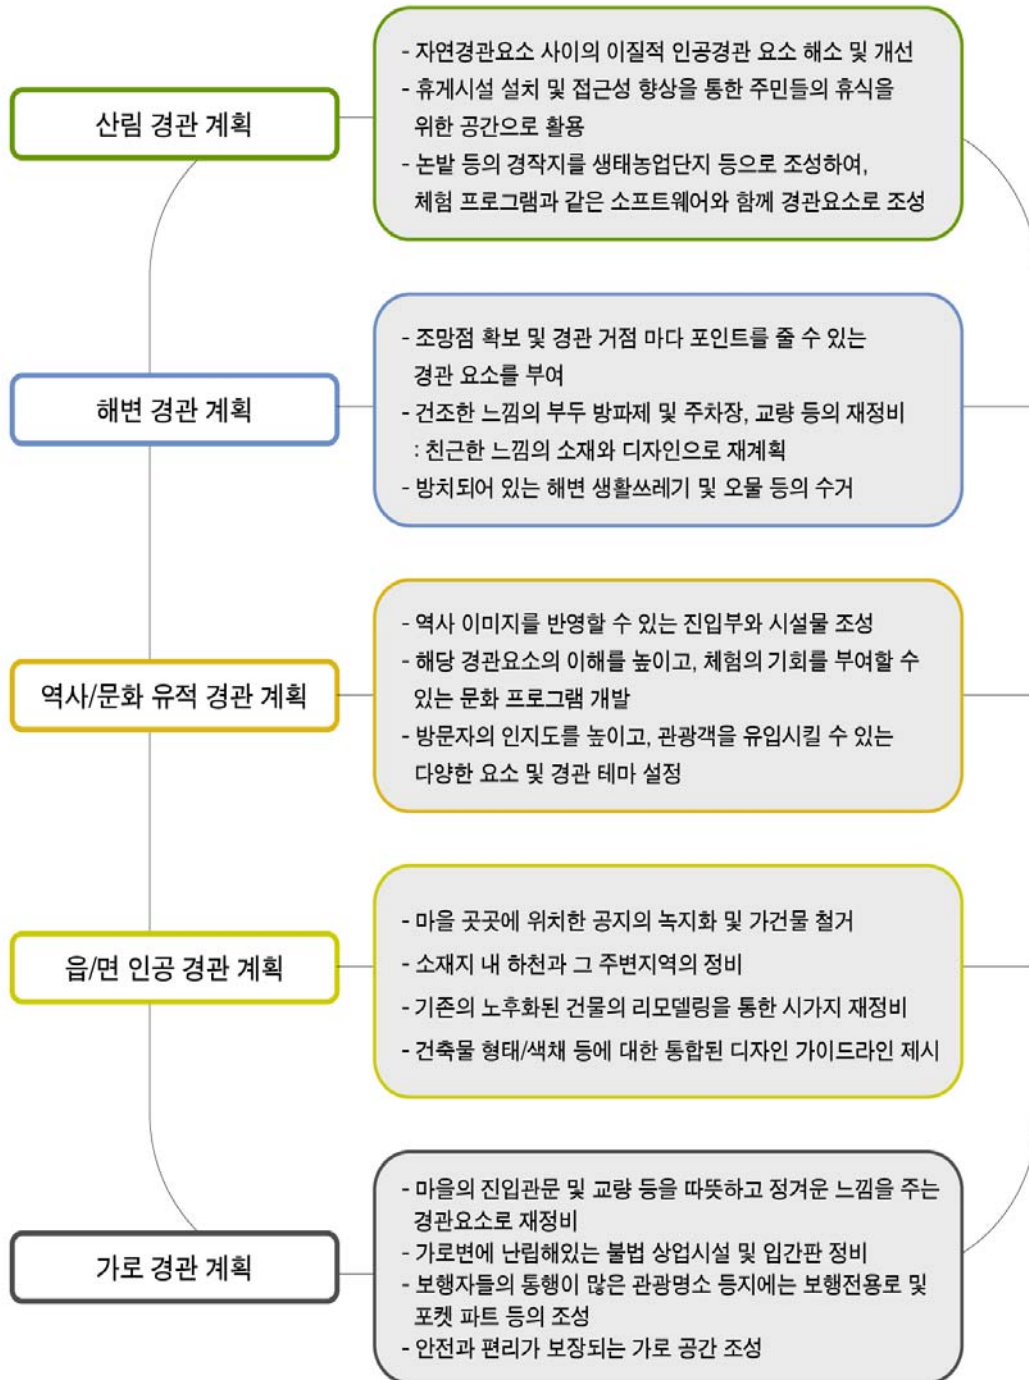 산림 경관 계획
- 자연경관요소 사이의 이질적 인공경관 요소 해소 및 개선
- 휴게시설 설치 및 접근성 향상을 통한 주민들의 휴식을
위한 공간으로 활용
- 논밭 등의 경작지를 생태농업단지 등으로 조성하여,
체험 프로그램과 같은 소프트웨어와 함께 경관요소로 조성
해변 경관 계획
- 조망점 확보 및 경관 거점 마다 포인트를 줄 수 있는
경관 요소를 부여
- 건조한 느낌의 부두 방파제 및 주차장, 교량 등의 재정비
: 친근한 느낌의 소재와 디자인으로 재계획
- 방치되어 있는 해변 생활쓰레기 및 오물 등의 수거
역사/문화 유적 경관 계획
- 역사 이미지를 반영할 수 있는 진입부와 시설물 조성
- 해당 경관요소의 이해를 높이고, 체험의 기회를 부여할 수
있는 문화 프로그램 개발
- 방문자의 인지도를 높이고, 관광객을 유입시킬 수 있는
다양한 요소 및 경관 테마 설정
읍/면 인공 경관 계획
- 마을 곳곳에 위치한 공지의 녹지화 및 가건물 철거
- 소재지 내 하천과 그 주변지역의 정비
- 기존의 노후화된 건물의 리모델링을 통한 시가지 재정비
- 건축물 형태/색채 등에 대한 통합된 디자인 가이드라인 제시
가로 경관 계획
- 마을의 진입관문 및 교량 등을 따뜻하고 정겨운 느낌을 주는
경관요소로 재정비
- 가로변에 난립해있는 불법 상업시설 및 입간판 정비
- 보행자들의 통행이 많은 관광명소 등지에는 보행전용로 및
포켓 파트 등의 조성
- 안전과 편리가 보장되는 가로 공간 조성